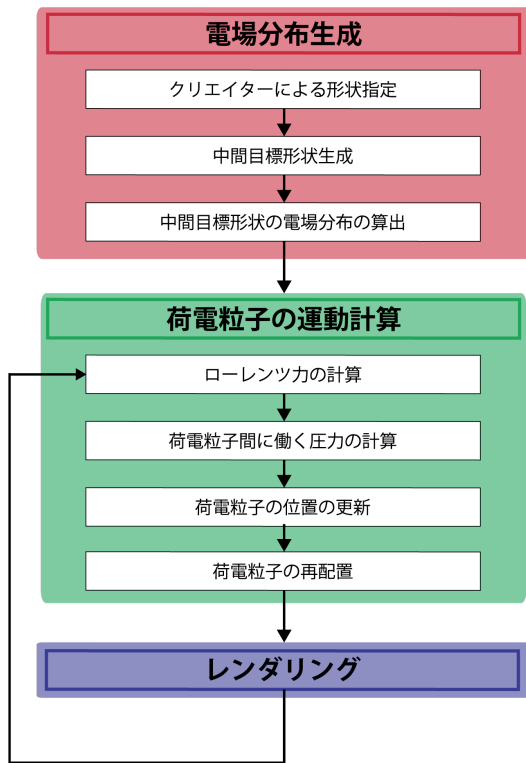 電場分布生成
クリエイターによる形状指定
中間目標形状生成
中間目標形状の電場分布の算出
荷電粒子の運動計算
ローレンツ力の計算
荷電粒子間に働く圧力の計算
荷電粒子の位置の更新
荷電粒子の再配置
レンダリング